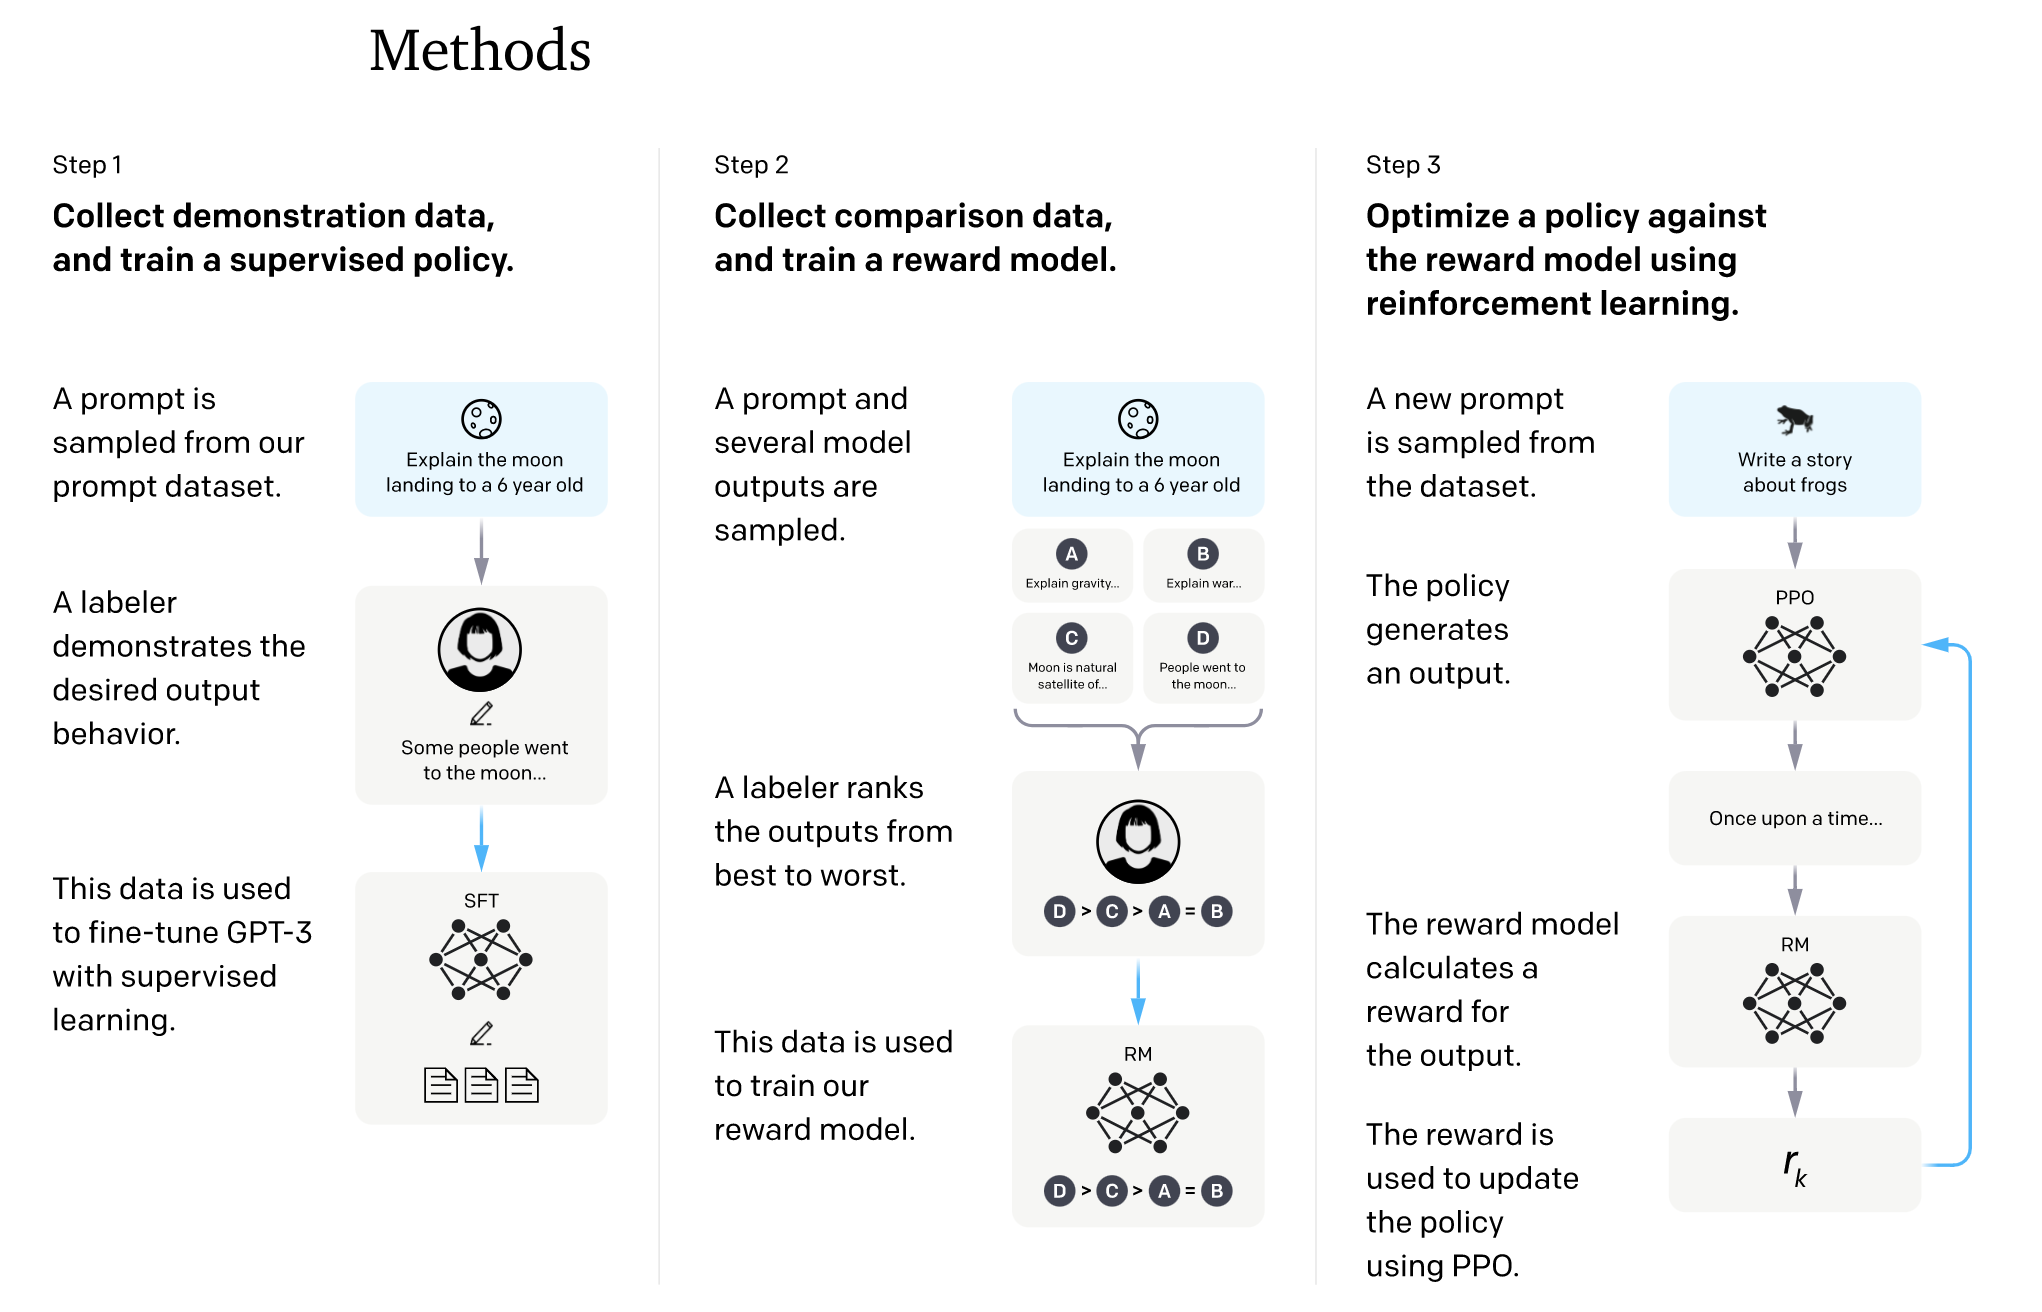 Methods
Step 1
Collect demonstration data,
and train a supervised policy.
A prompt is
sampled from our
prompt dataset.
Explain the moon
landing to a 6 year old
A labeler
demonstrates the
desired output
behavior.
Some people went
to the moon...
This data is used
to fine-tune GPT-3
with supervised
learning.
SFT
Step 2
Collect comparison data,
and train a reward model.
A prompt and
several model
outputs are
sampled.
Explain the moon
landing to a 6 year old
A
Explain gravity...
B
Explain war...
C
Moon is natural
satellite of...
D
People went to
the moon...
A labeler ranks
the outputs from
best to worst.
D > C > A = B
This data is used
to train our
reward model.
RM
D > C > A = B
Step 3
Optimize a policy against
the reward model using
reinforcement learning.
A new prompt
is sampled from
the dataset.
Write a story
about frogs
The policy
generates
an output.
PPO
Once upon a time...
The reward model
calculates a
reward for
the output.
RM
The reward is
used to update
the policy
using PPO.
rk